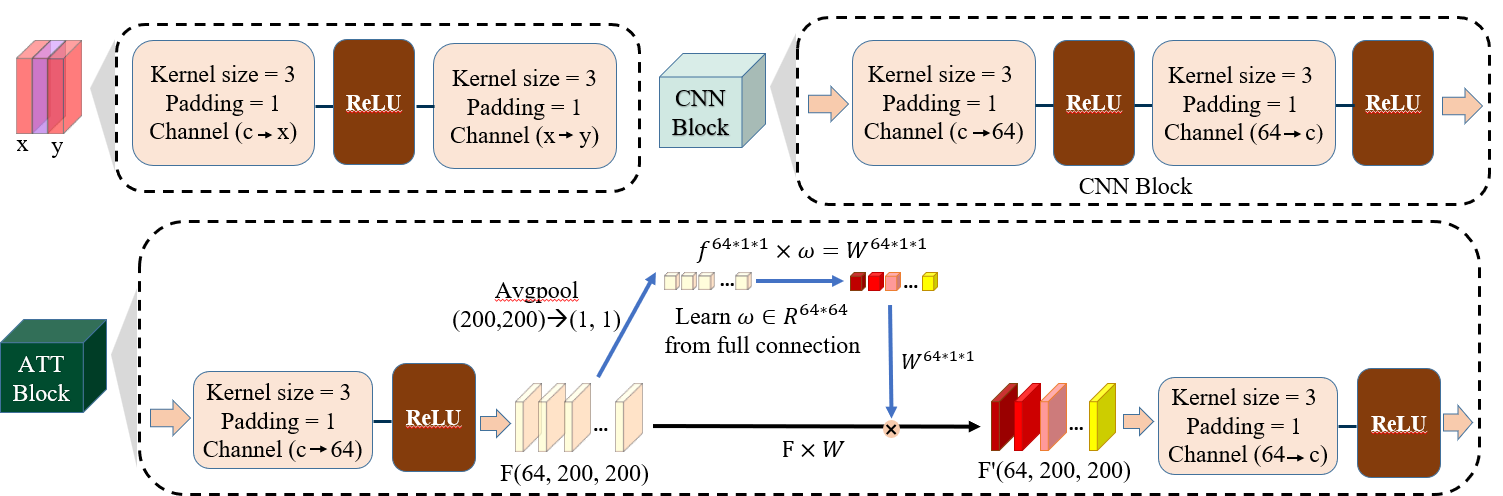 x y
Kernel size = 3
Padding = 1
Channel (c→x)
ReLU
Kernel size = 3
Padding = 1
Channel (x→y)
CNN
Block
Kernel size = 3
Padding = 1
Channel (c→64)
ReLU
Kernel size = 3
Padding = 1
Channel (64→c)
ReLU
CNN Block
ATT
Block
Kernel size = 3
Padding = 1
Channel (c→64)
ReLU
F(64, 200, 200)
Avgpool
(200,200)→(1, 1)
f^{64*1*1} × ω = W^{64*1*1}
...
...
Learn ω ∈ R^{64*64}
from full connection
W^{64*1*1}
...
F × W
...
F'(64, 200, 200)
Kernel size = 3
Padding = 1
Channel (64→c)
ReLU